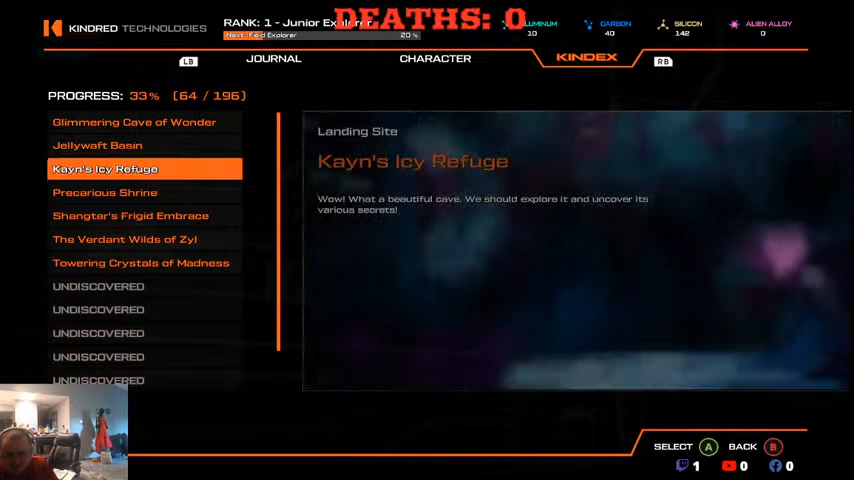 KINDRED TECHNOLOGIES
RANK: 1 - Junior Explorer
Next: Field Explorer 20 %
DEATHS: 0
ALUMINUM 10
CARBON 40
SILICON 142
ALIEN ALLOY 0
LB JOURNAL CHARACTER KINDEX RB
PROGRESS: 33% (64 / 196)
Glimmering Cave of Wonder
Jellywaft Basin
Kayn's Icy Refuge
Precarious Shrine
Shangtar's Frigid Embrace
The Verdant Wilds of Zyl
Towering Crystals of Madness
UNDISCOVERED
UNDISCOVERED
UNDISCOVERED
UNDISCOVERED
UNDISCOVERED
Landing Site
Kayn's Icy Refuge
Wow! What a beautiful cave. We should explore it and uncover its
various secrets!
SELECT A BACK B
1 0 0